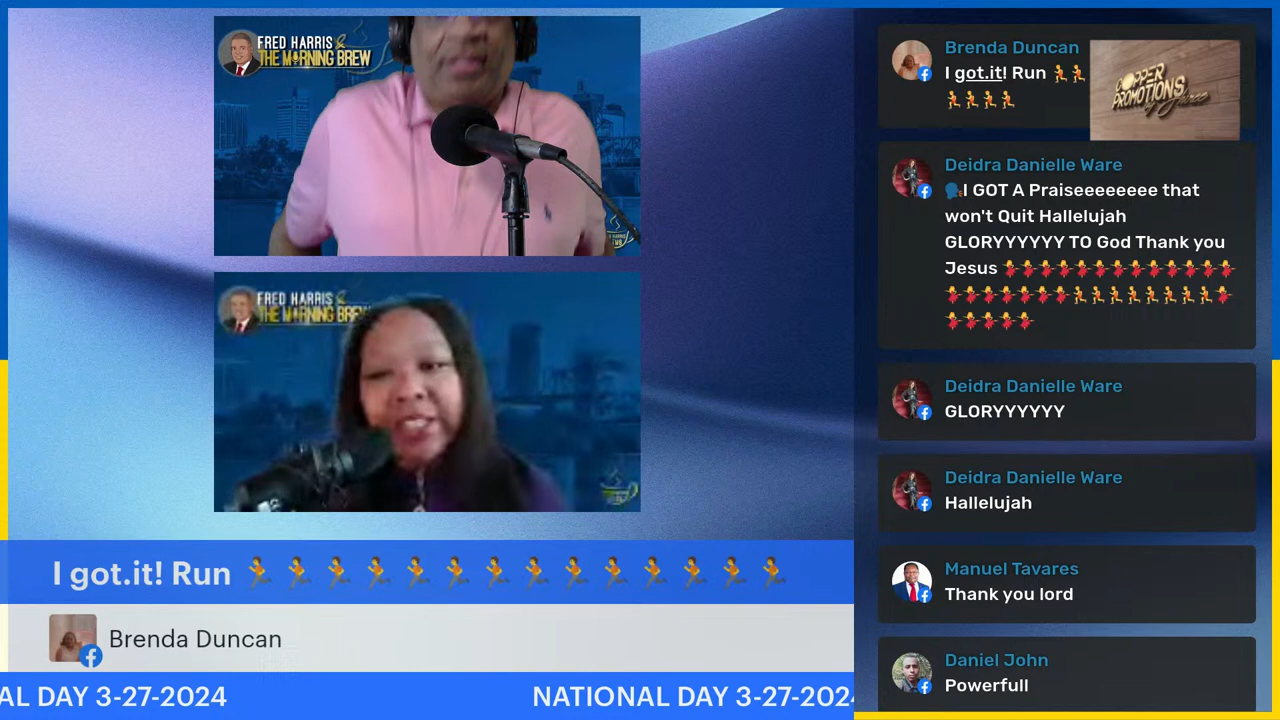 FRED HARRIS &
THE MORNING BREW
FRED HARRIS &
THE MORNING BREW
I got.it! Run 🏃🏃🏃🏃🏃🏃🏃🏃🏃🏃🏃🏃🏃🏃
Brenda Duncan
AL DAY 3-27-2024
NATIONAL DAY 3-27-2024
Brenda Duncan
I got.it! Run 🏃🏃
🏃🏃🏃🏃
COPPER
PROMOTIONS
Deidra Danielle Ware
🗣I GOT A Praiseeeeeeee that
won't Quit Hallelujah
GLORYYYYYY TO God Thank you
Jesus 💃💃💃💃💃💃💃💃💃💃💃💃💃
💃💃💃💃💃💃💃🏃🏃🏃🏃🏃🏃🏃🏃💃
💃💃💃💃💃
Deidra Danielle Ware
GLORYYYYYY
Deidra Danielle Ware
Hallelujah
Manuel Tavares
Thank you lord
Daniel John
Powerfull